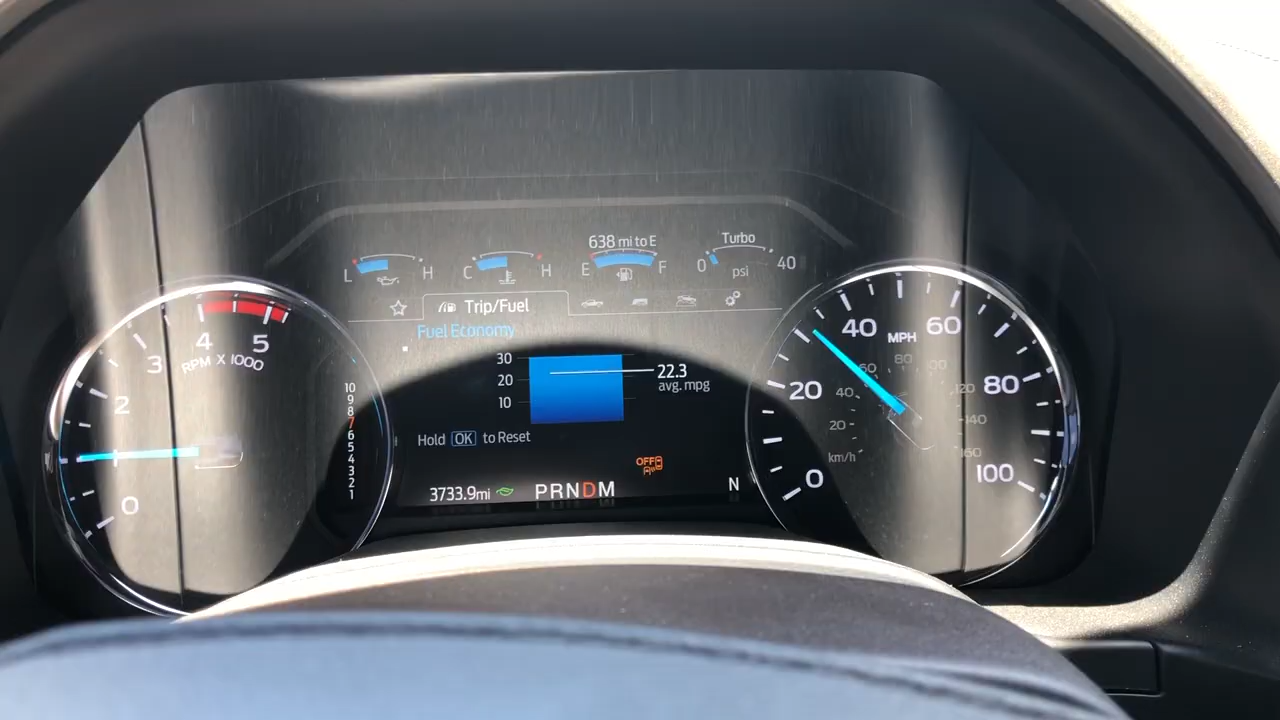 638 mi to E
Turbo
L H
C H
E F
0 40
psi
Trip/Fuel
Fuel Economy
30
20
10
22.3
avg. mpg
Hold OK to Reset
OFF
3733.9mi
PRNDM
N
0
2
3
4
5
RPM X 1000
10
9
8
7
6
5
4
3
2
1
0
20
40
60
80
100
MPH
20
40
60
80
100
120
140
160
km/h